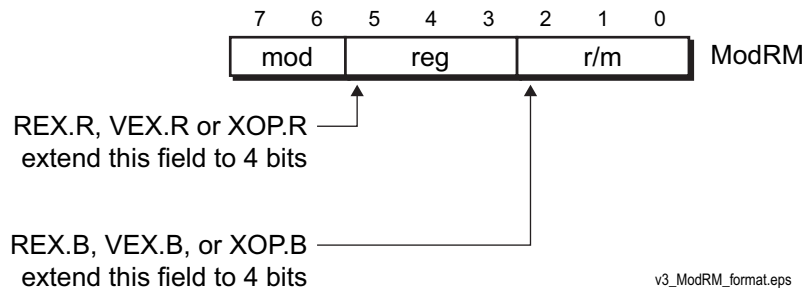 7 6 5 4 3 2 1 0
mod reg r/m ModRM
REX.R, VEX.R or XOP.R
extend this field to 4 bits
REX.B, VEX.B, or XOP.B
extend this field to 4 bits
v3_ModRM_format.eps